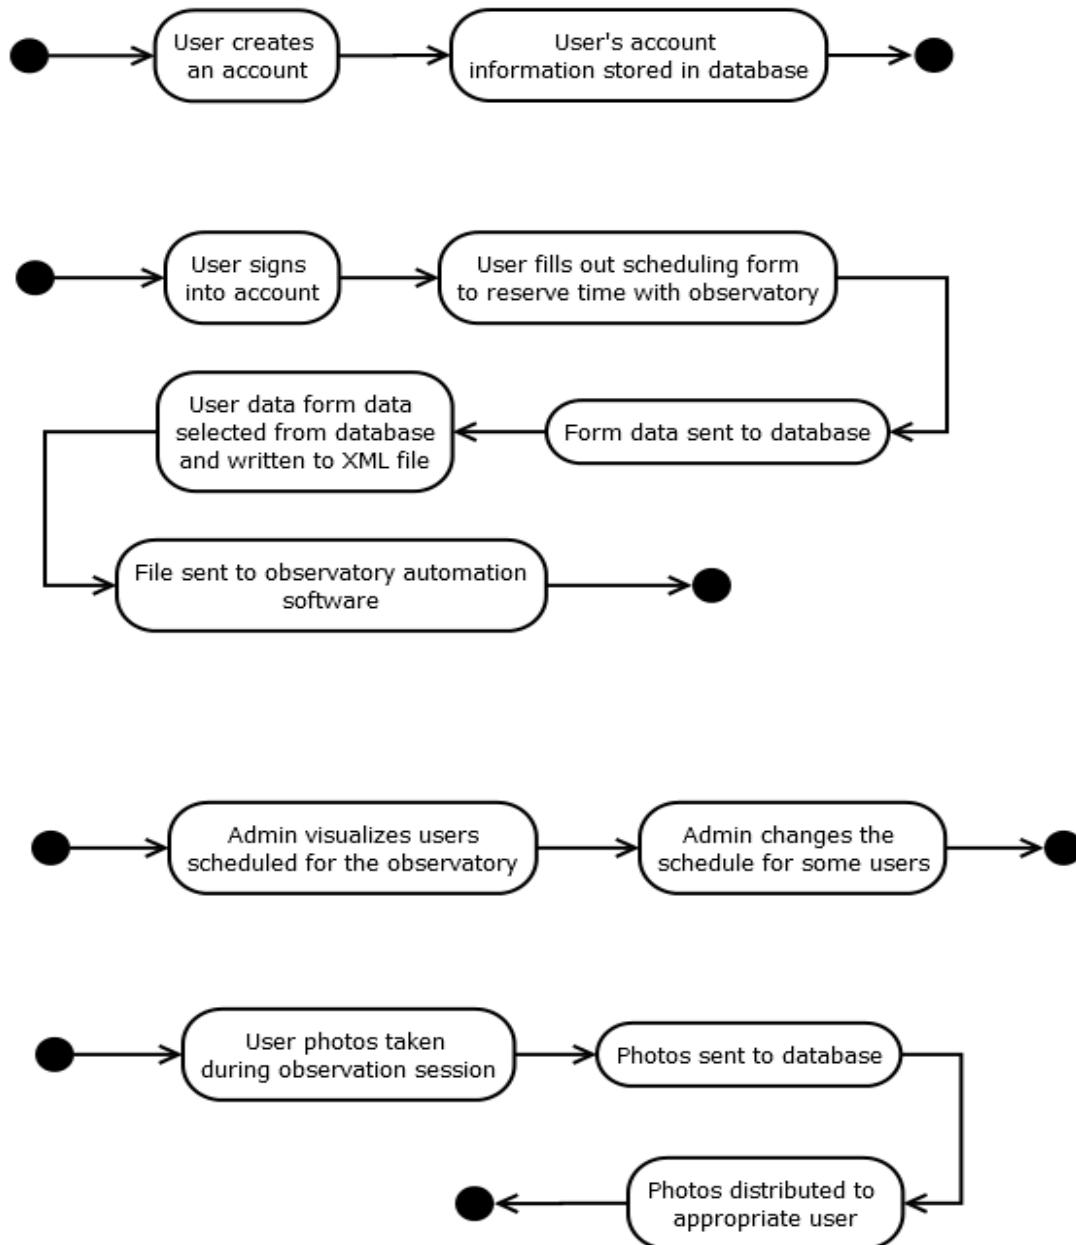 User creates
an account
User's account
information stored in database
User signs
into account
User fills out scheduling form
to reserve time with observatory
Form data sent to database
User data form data
selected from database
and written to XML file
File sent to observatory automation
software
Admin visualizes users
scheduled for the observatory
Admin changes the
schedule for some users
User photos taken
during observation session
Photos sent to database
Photos distributed to
appropriate user